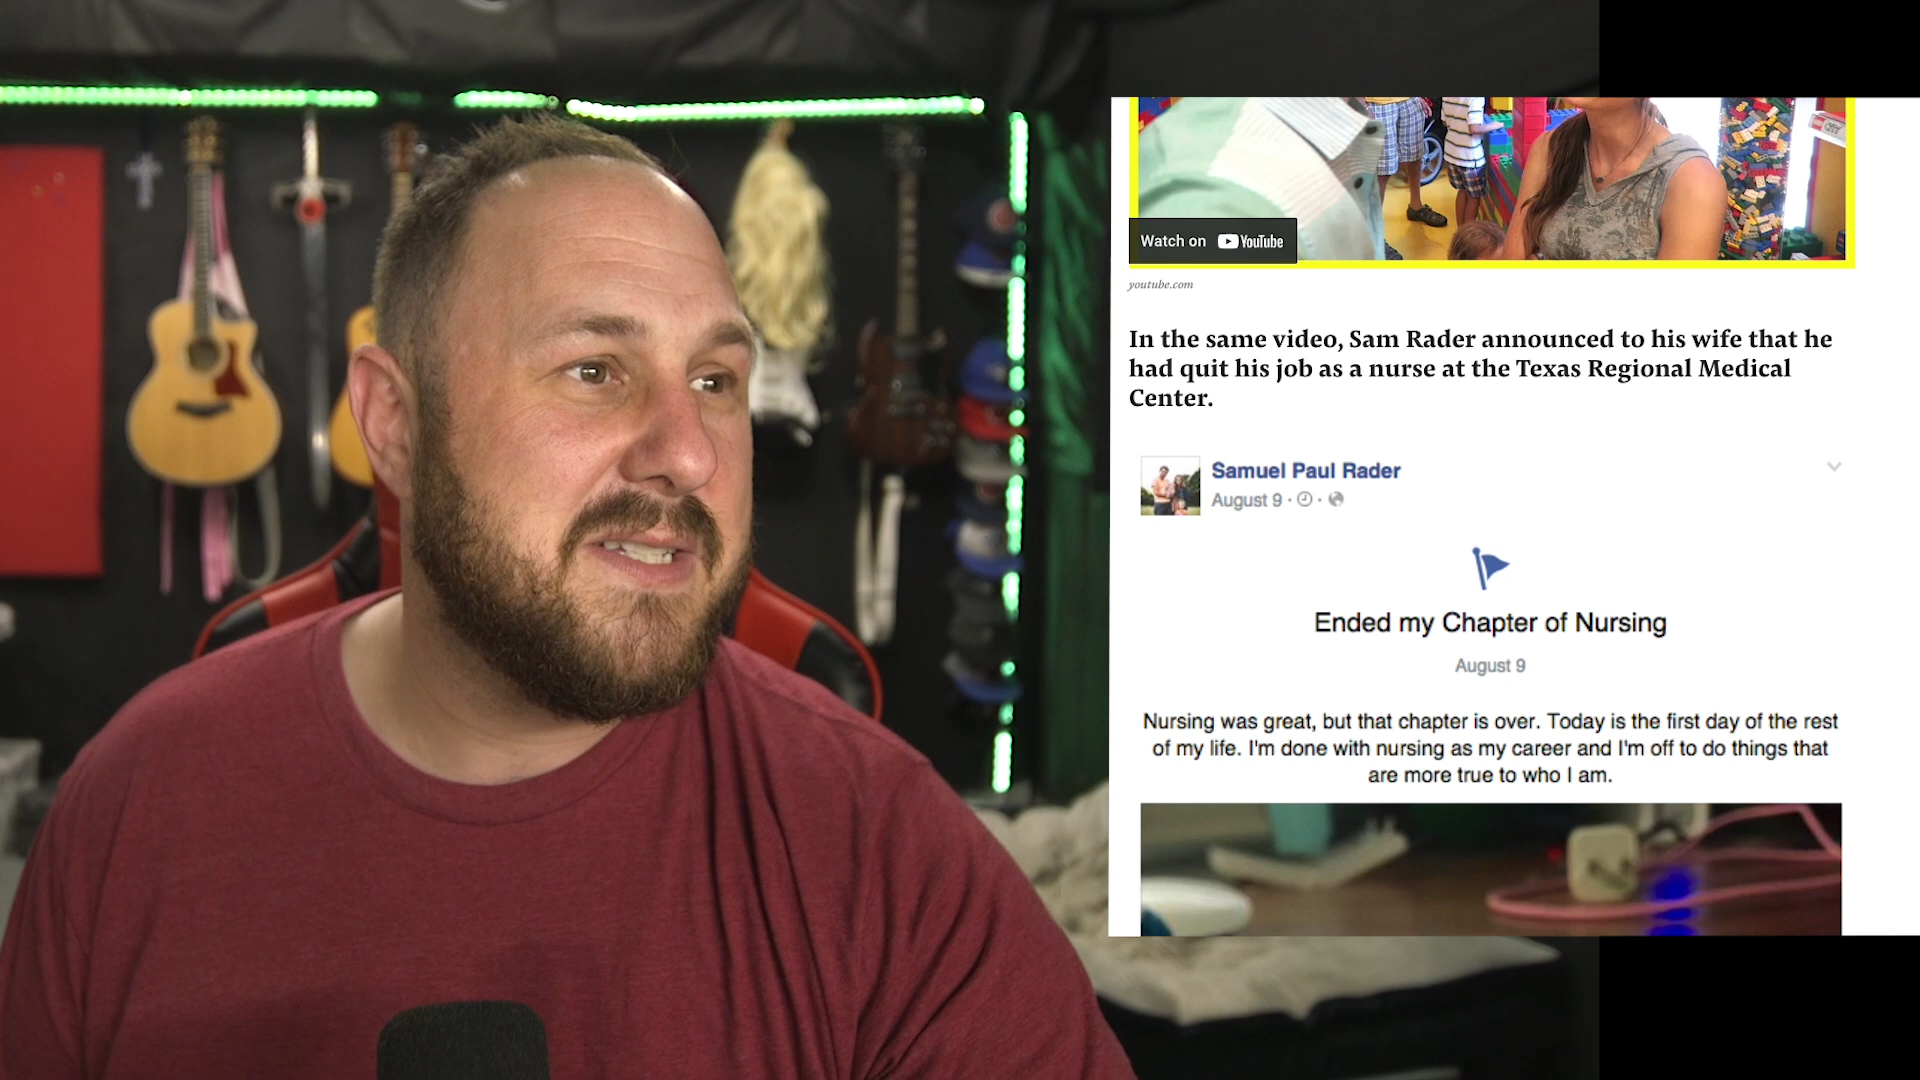 Watch on YouTube
youtube.com
In the same video, Sam Rader announced to his wife that he
had quit his job as a nurse at the Texas Regional Medical
Center.
Samuel Paul Rader
August 9
Ended my Chapter of Nursing
August 9
Nursing was great, but that chapter is over. Today is the first day of the rest
of my life. I'm done with nursing as my career and I'm off to do things that
are more true to who I am.